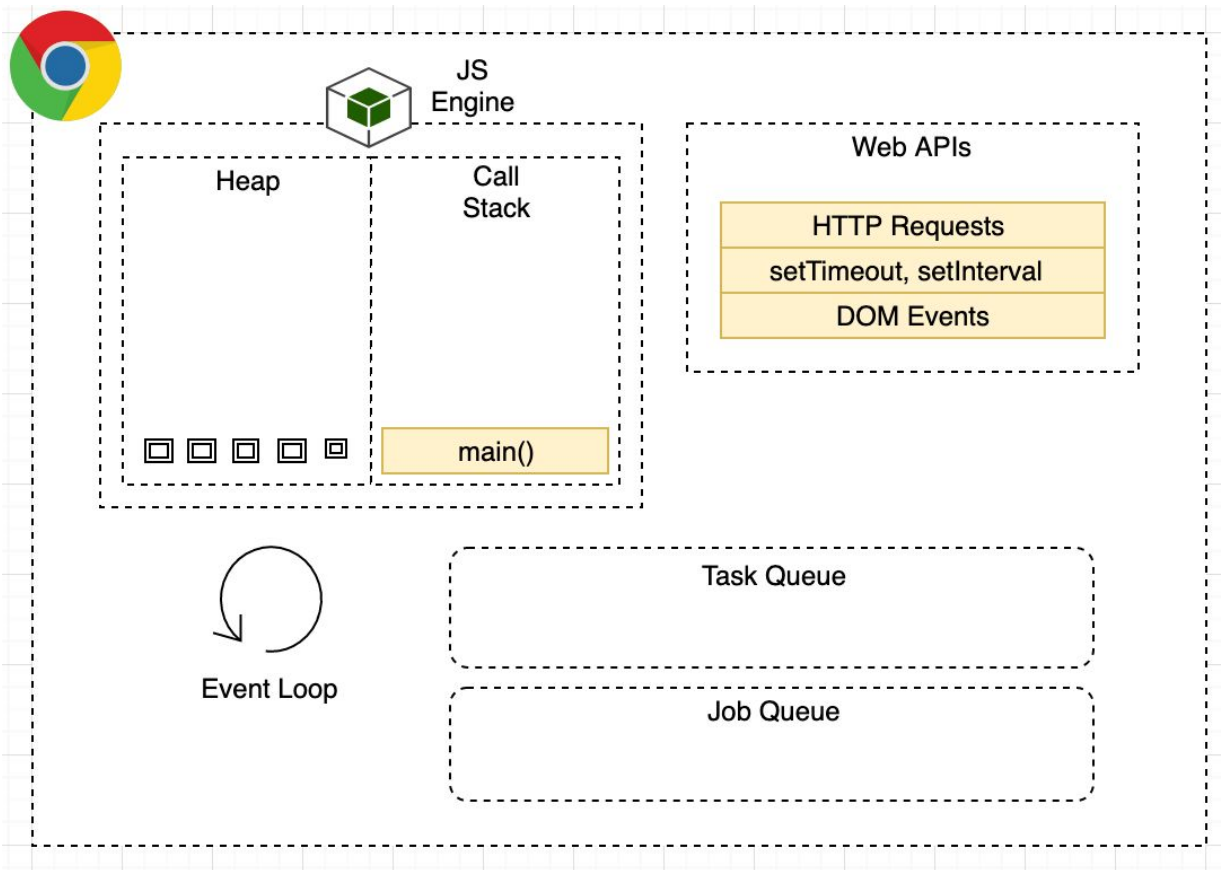 JS
Engine
Heap
Call
Stack
main()
Web APIs
HTTP Requests
setTimeout, setInterval
DOM Events
Event Loop
Task Queue
Job Queue